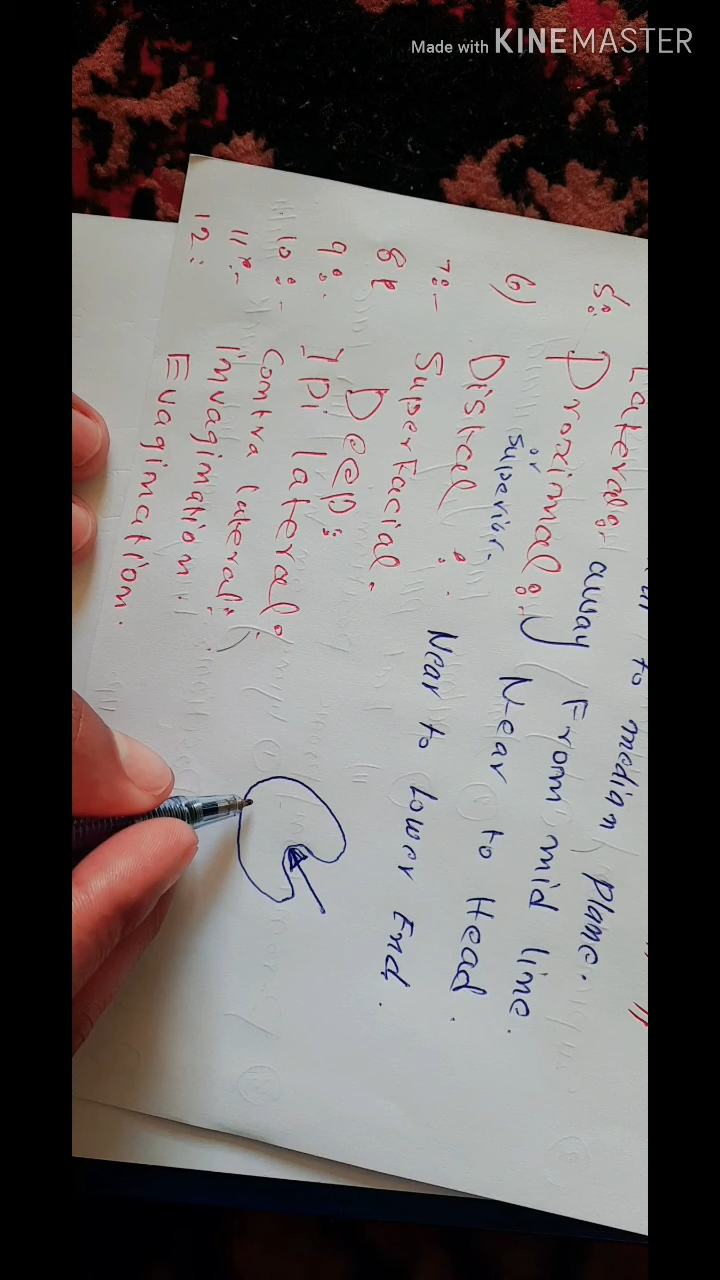 Made with KINEMASTER
to median Plane.
Lateral:- away From mid line.
5: Proximal: Near to Head.
or superior-
6) Distal : Near to lower End.
7:- Superfacial.
8: Deep:
9:- Ipi lateral:
10:- Contra lateral:
11:- Invagination.
12: Evagination.